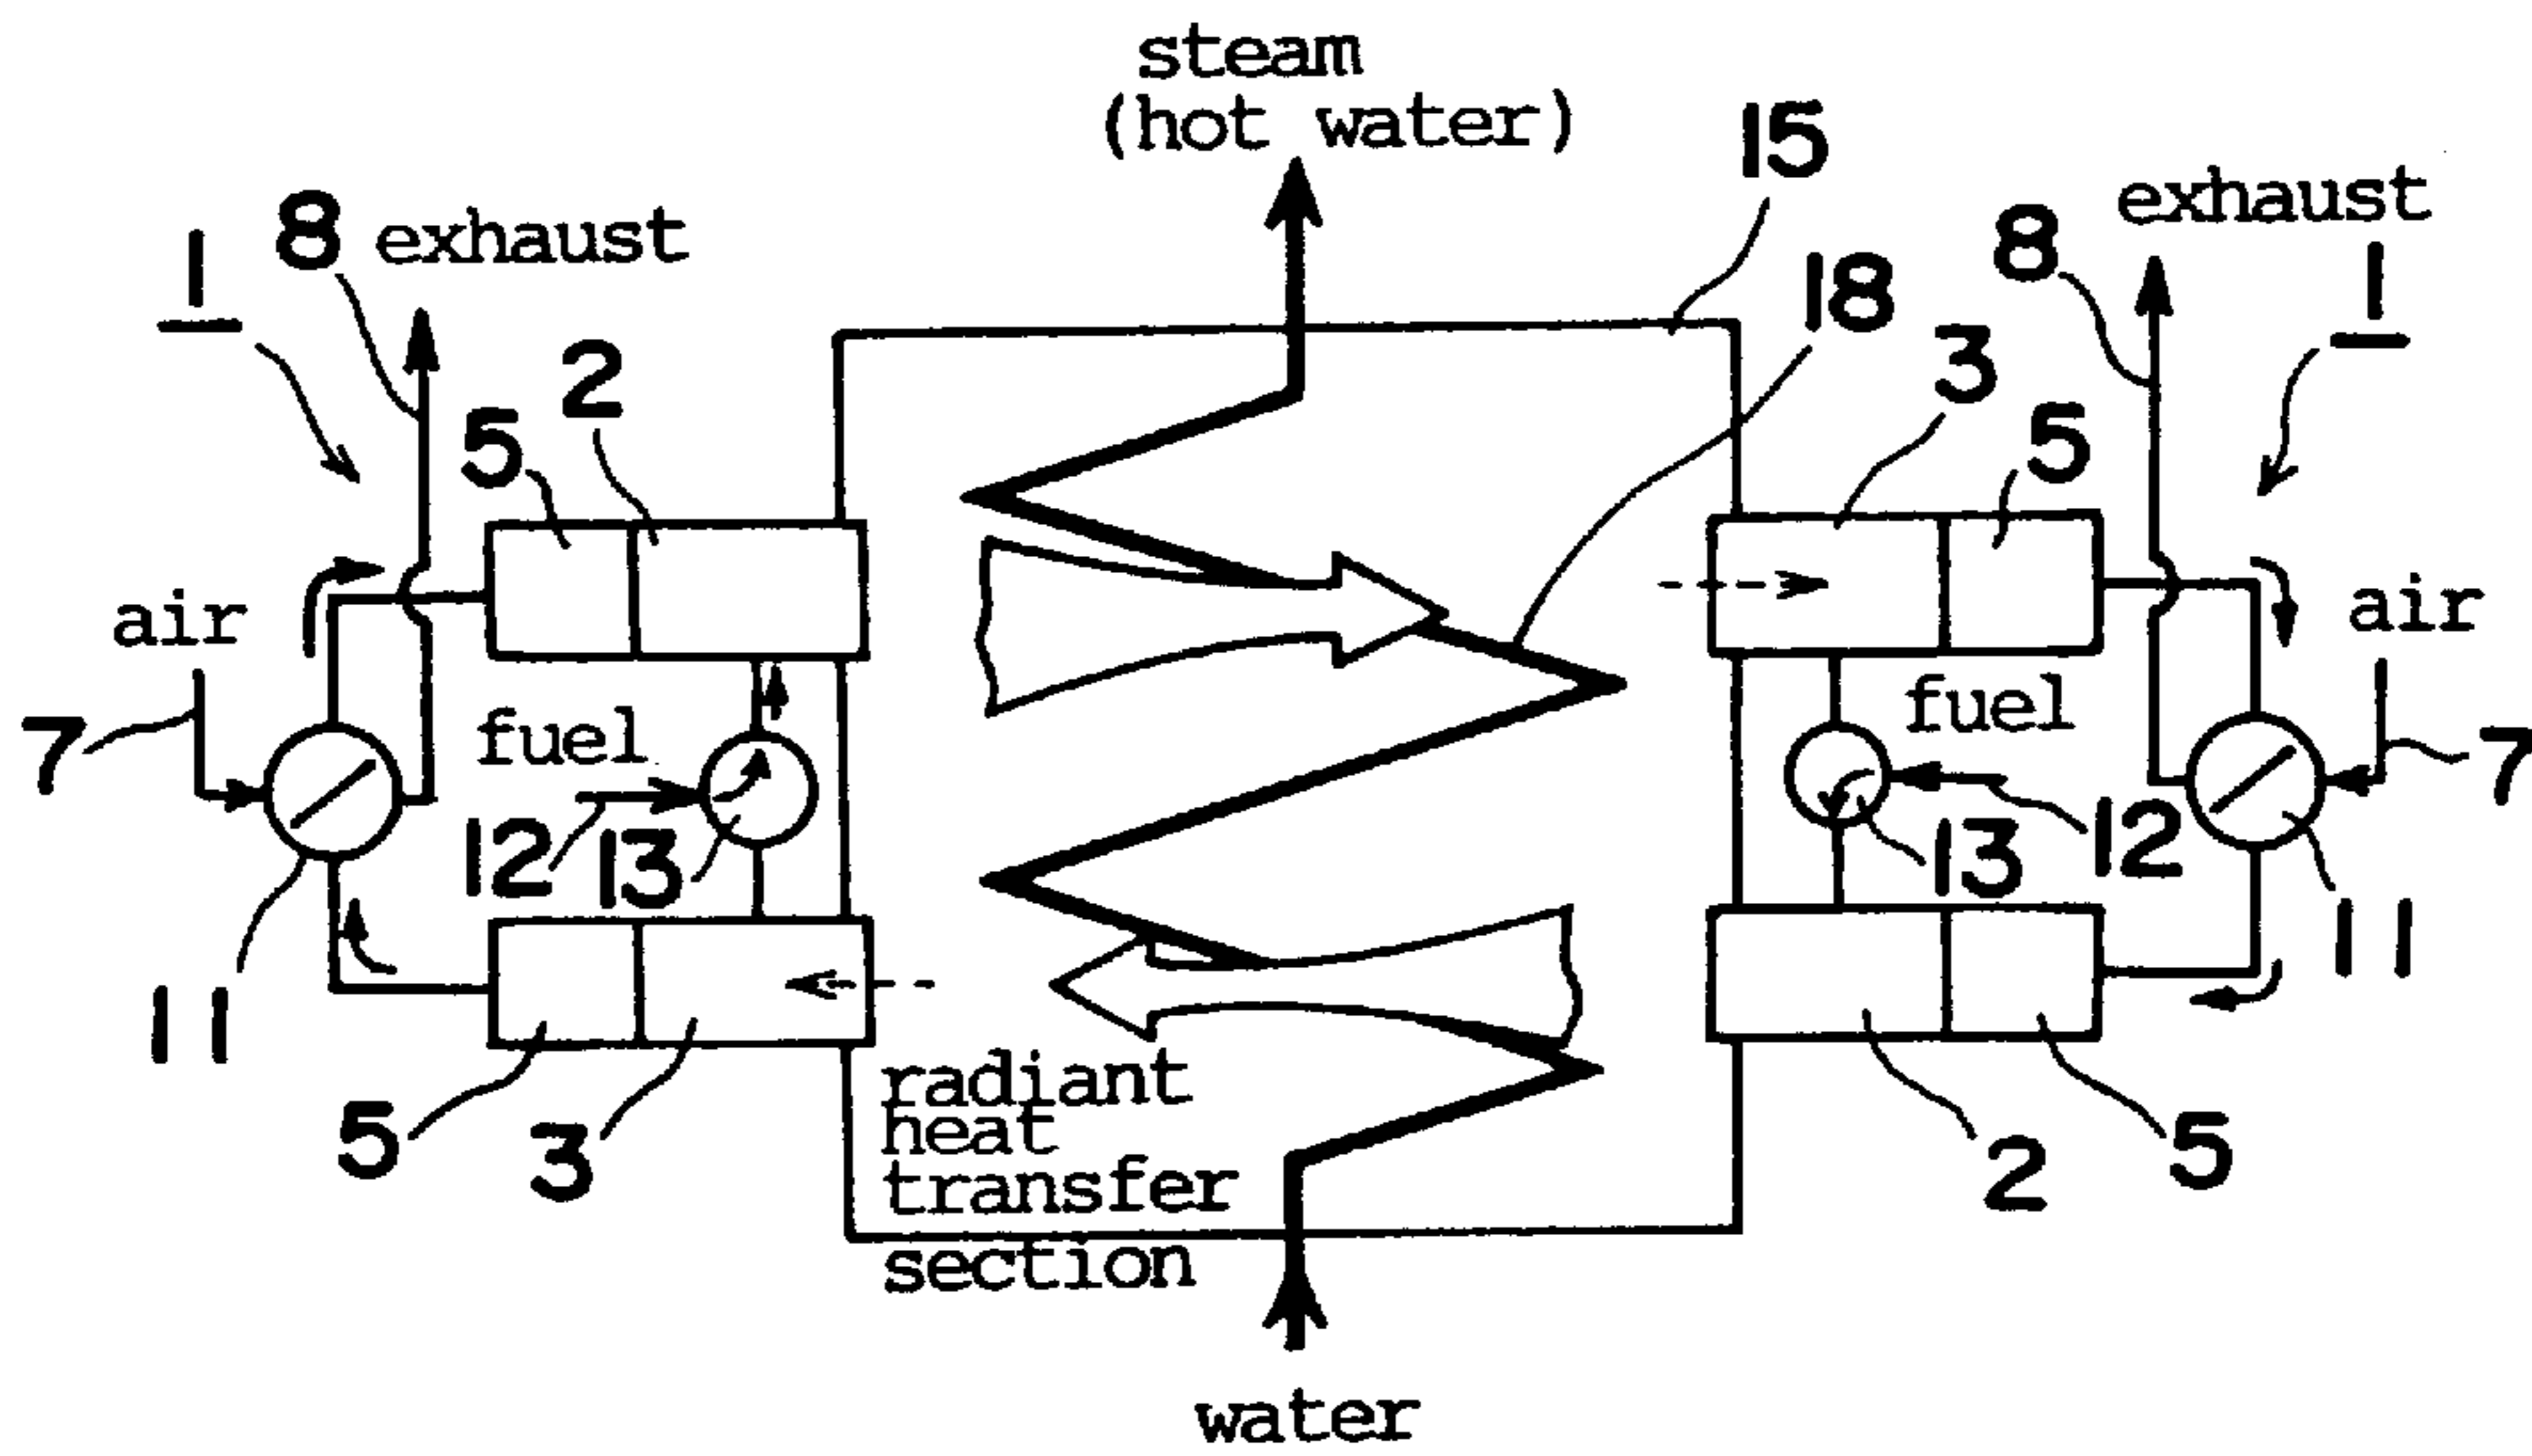 steam
(hot water)
15
exhaust
8
1
8 exhaust
1
18
3
2
5
5
air
air
7
fuel
fuel
7
12
13
13
12
11
11
5
3
radiant
heat
transfer
section
2
5
water